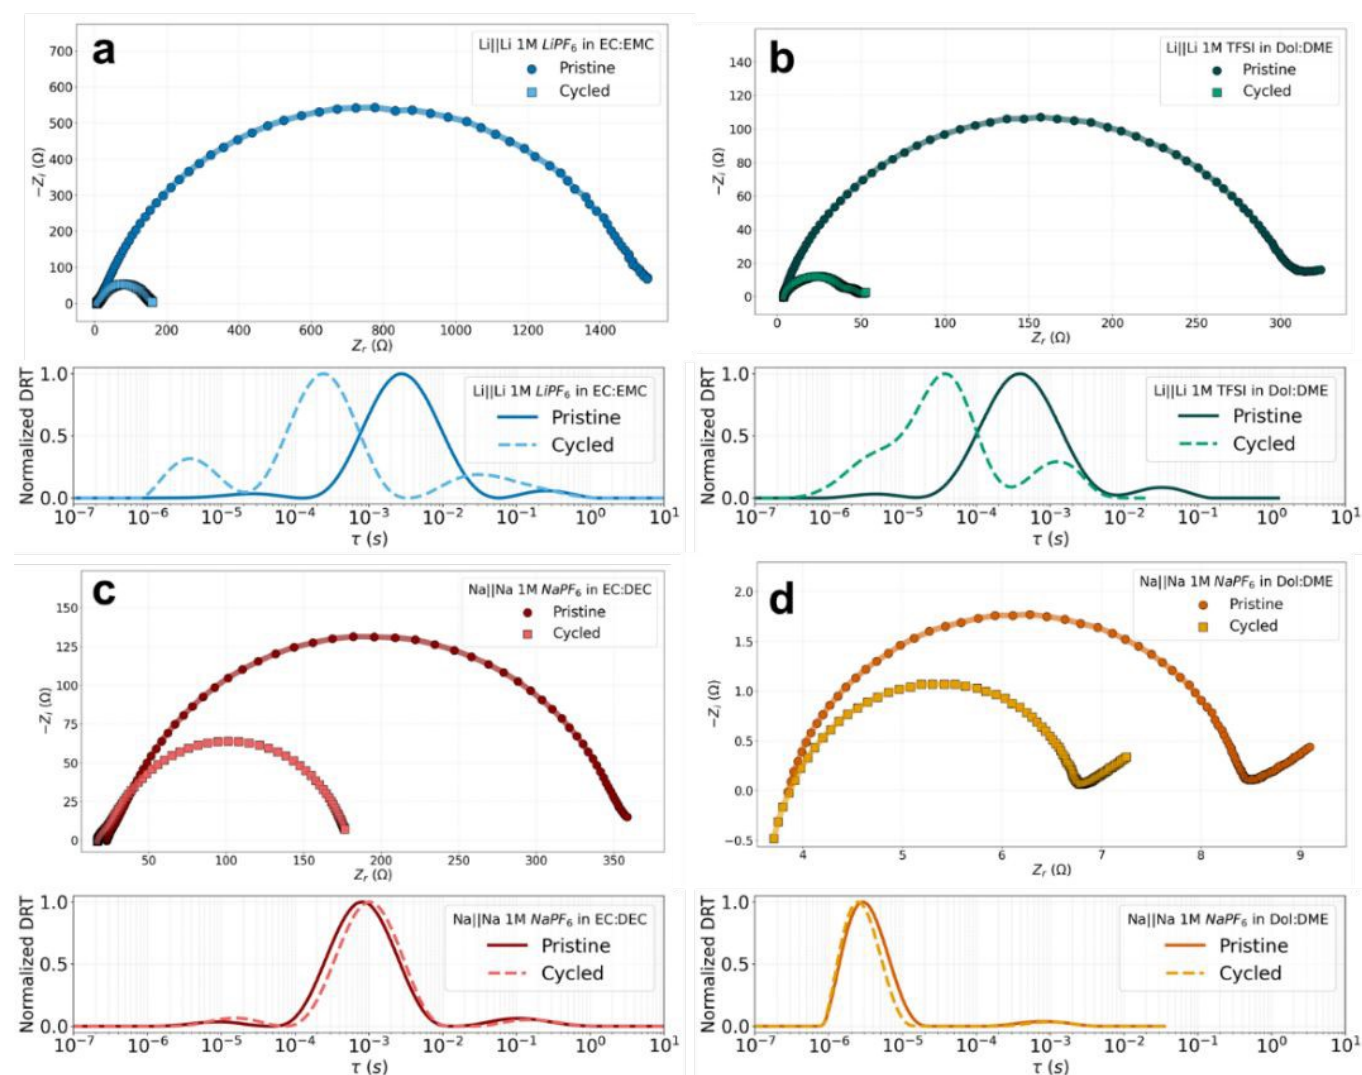 a
Li||Li 1M LiPF₆ in EC:EMC
Pristine
Cycled
700
600
500
400
300
200
100
0
−Zᵢ (Ω)
0 200 400 600 800 1000 1200 1400
Zᵣ (Ω)
Li||Li 1M LiPF₆ in EC:EMC
Pristine
Cycled
Normalized DRT
1.0
0.5
0.0
10⁻⁷ 10⁻⁶ 10⁻⁵ 10⁻⁴ 10⁻³ 10⁻² 10⁻¹ 10⁰ 10¹
τ (s)
b
Li||Li 1M TFSI in Dol:DME
Pristine
Cycled
140
120
100
80
60
40
20
0
−Zᵢ (Ω)
0 50 100 150 200 250 300
Zᵣ (Ω)
Li||Li 1M TFSI in Dol:DME
Pristine
Cycled
Normalized DRT
1.0
0.5
0.0
10⁻⁷ 10⁻⁶ 10⁻⁵ 10⁻⁴ 10⁻³ 10⁻² 10⁻¹ 10⁰ 10¹
τ (s)
c
Na||Na 1M NaPF₆ in EC:DEC
Pristine
Cycled
150
125
100
75
50
25
0
−Zᵢ (Ω)
50 100 150 200 250 300 350
Zᵣ (Ω)
Na||Na 1M NaPF₆ in EC:DEC
Pristine
Cycled
Normalized DRT
1.0
0.5
0.0
10⁻⁷ 10⁻⁶ 10⁻⁵ 10⁻⁴ 10⁻³ 10⁻² 10⁻¹ 10⁰ 10¹
τ (s)
d
Na||Na 1M NaPF₆ in Dol:DME
Pristine
Cycled
2.0
1.5
1.0
0.5
0.0
−0.5
−Zᵢ (Ω)
4 5 6 7 8 9
Zᵣ (Ω)
Na||Na 1M NaPF₆ in Dol:DME
Pristine
Cycled
Normalized DRT
1.0
0.5
0.0
10⁻⁷ 10⁻⁶ 10⁻⁵ 10⁻⁴ 10⁻³ 10⁻² 10⁻¹ 10⁰ 10¹
τ (s)